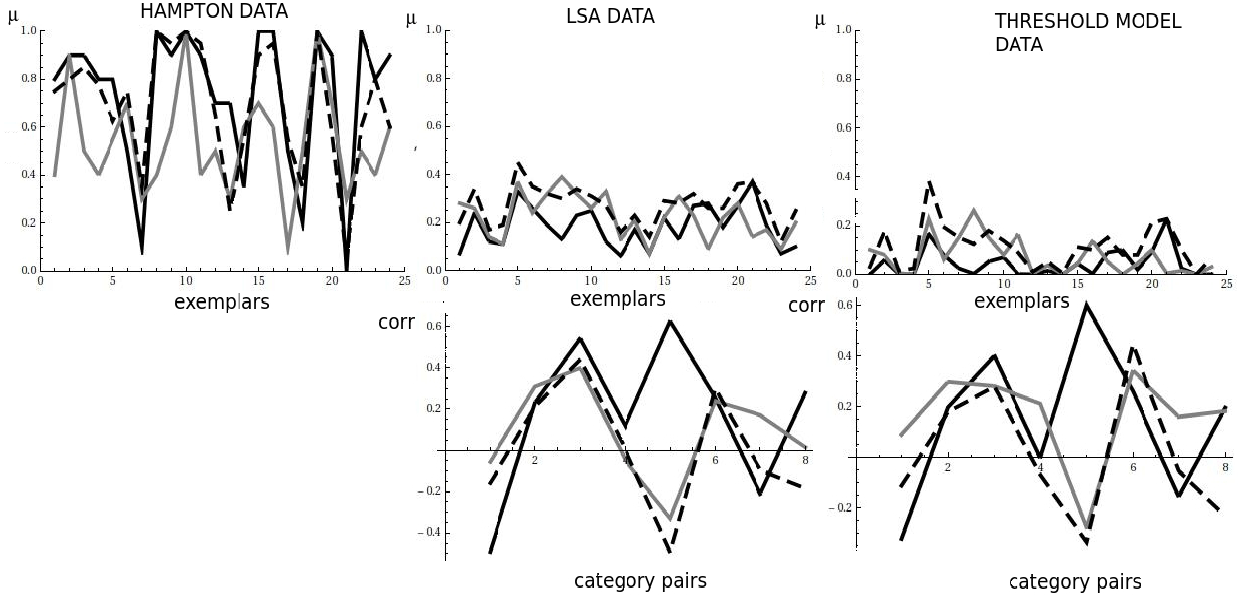 HAMPTON DATA
μ
1.0
0.8
0.6
0.4
0.2
0.0
0 5 10 15 20 25
exemplars
LSA DATA
μ
1.0
0.8
0.6
0.4
0.2
0.0
0 5 10 15 20 25
exemplars
THRESHOLD MODEL
DATA
μ
1.0
0.8
0.6
0.4
0.2
0.0
0 5 10 15 20 25
exemplars
corr
0.6
0.4
0.2
-0.2
-0.4
2 4 6 8
category pairs
corr
0.6
0.4
0.2
-0.2
2 4 6 8
category pairs